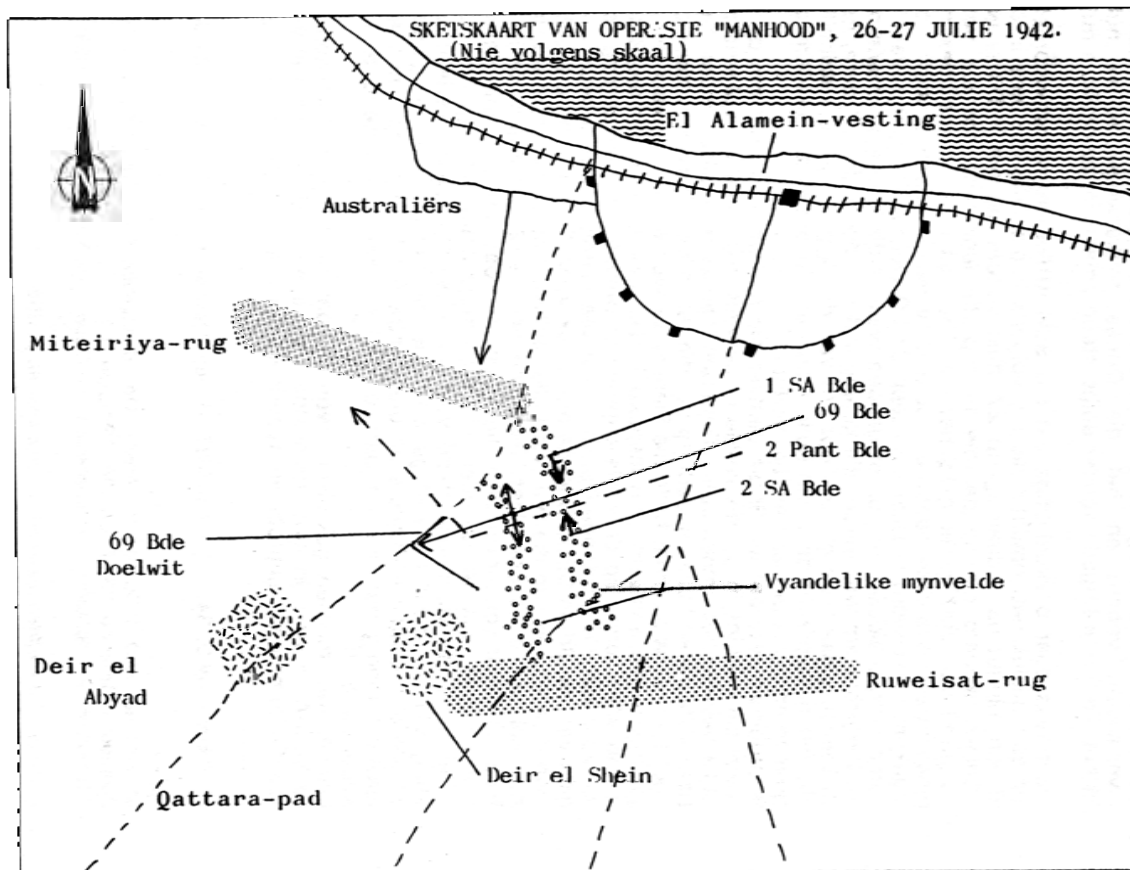 SKETSKAART VAN OPERASIE "MANHOOD", 26-27 JULIE 1942.
(Nie volgens skaal)
El Alamein-vesting
N
Australiërs
Miteiriya-rug
1 SA Bde
69 Bde
2 Pant Bde
2 SA Bde
69 Bde
Doelwit
Vyandelike mynvelde
Deir el
Abyad
Ruweisat-rug
Deir el Shein
Qattara-pad